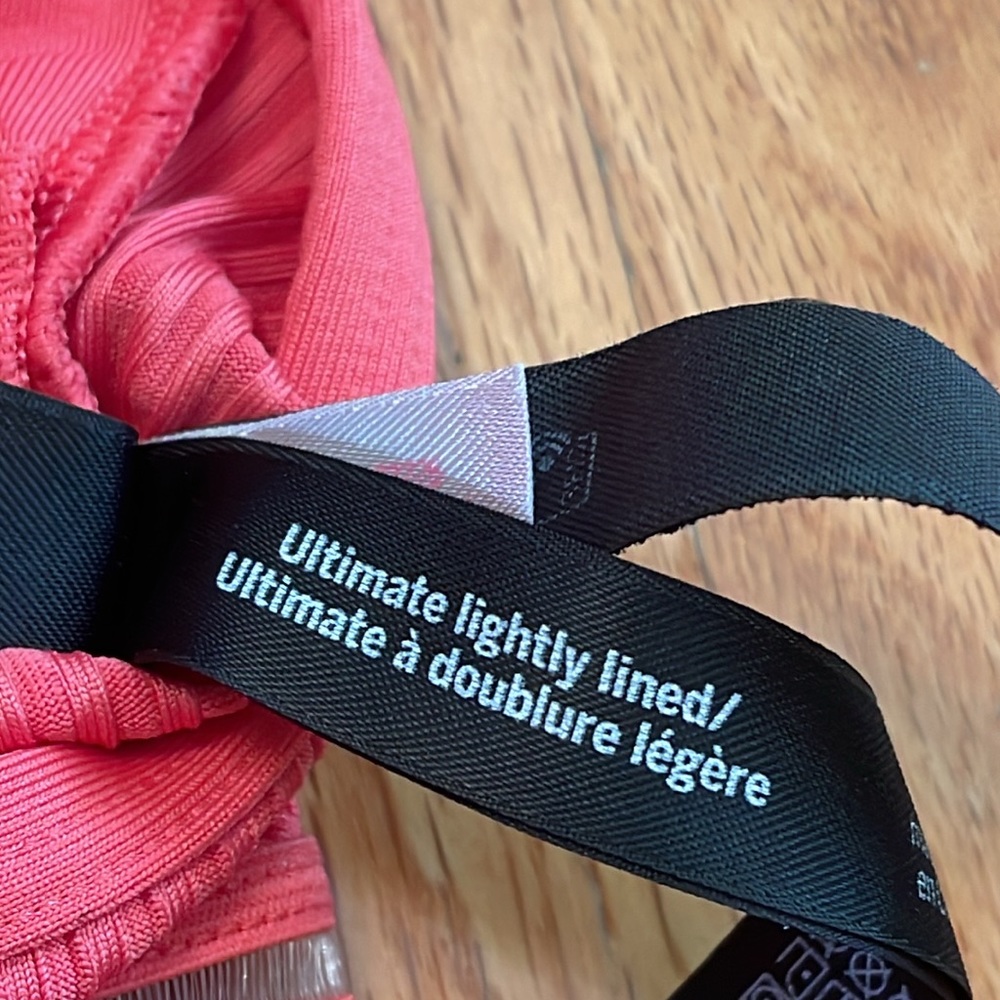 Ultimate lightly lined/
Ultimate à doublure légère